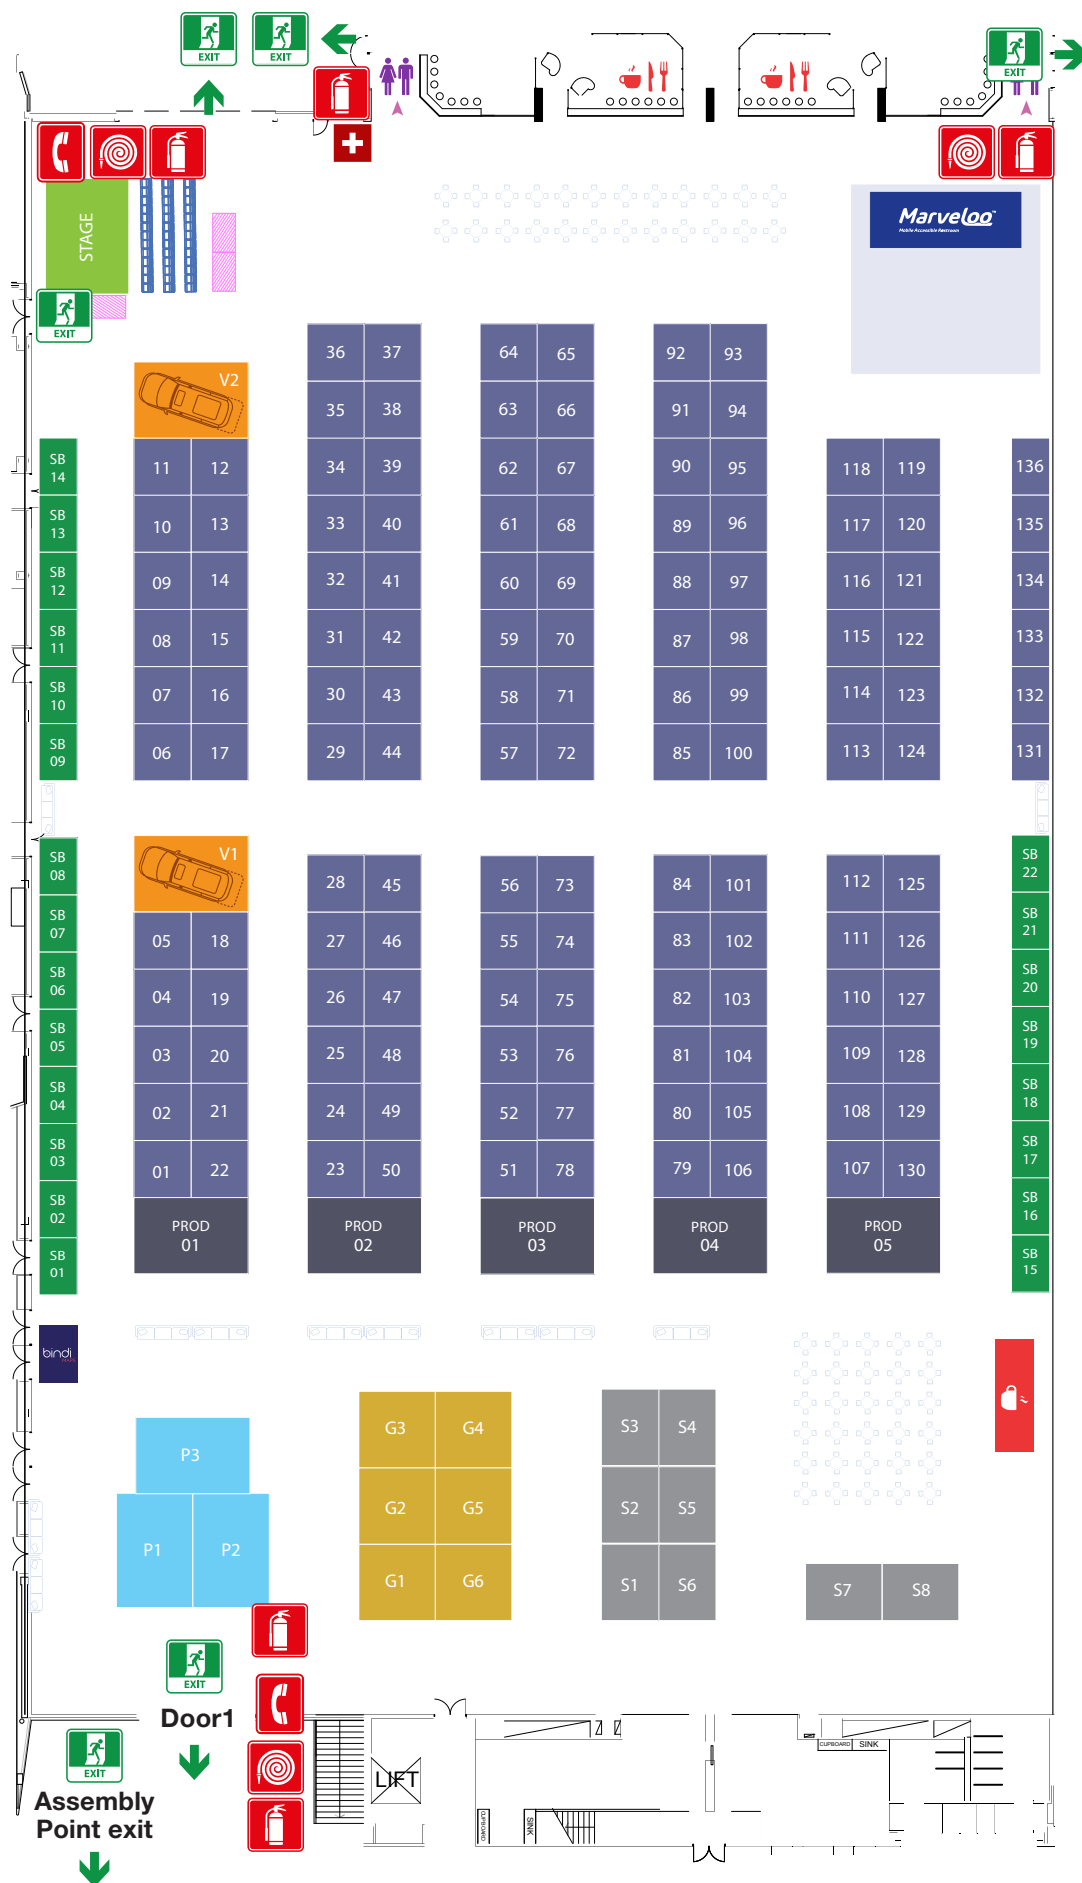 EXIT
EXIT
EXIT
STAGE
Marveloo™
Mobile Accessible Restroom
EXIT
36 37 64 65 92 93
V2
35 38 63 66 91 94
SB 14
11 12 34 39 62 67 90 95 118 119 136
SB 13
10 13 33 40 61 68 89 96 117 120 135
SB 12
09 14 32 41 60 69 88 97 116 121 134
SB 11
08 15 31 42 59 70 87 98 115 122 133
SB 10
07 16 30 43 58 71 86 99 114 123 132
SB 09
06 17 29 44 57 72 85 100 113 124 131
SB 08
V1
28 45 56 73 84 101 112 125
SB 22
SB 07
05 18 27 46 55 74 83 102 111 126
SB 21
SB 06
04 19 26 47 54 75 82 103 110 127
SB 20
SB 05
03 20 25 48 53 76 81 104 109 128
SB 19
SB 04
02 21 24 49 52 77 80 105 108 129
SB 18
SB 03
01 22 23 50 51 78 79 106 107 130
SB 17
SB 02
PROD 01
PROD 02
PROD 03
PROD 04
PROD 05
SB 16
SB 01
SB 15
bindi
MAPS
P3
G3 G4
S3 S4
P1 P2
G2 G5
S2 S5
G1 G6
S1 S6
S7 S8
EXIT
Door1
EXIT
Assembly
Point exit
LIFT
CUPBOARD
SINK
CUPBOARD
SINK